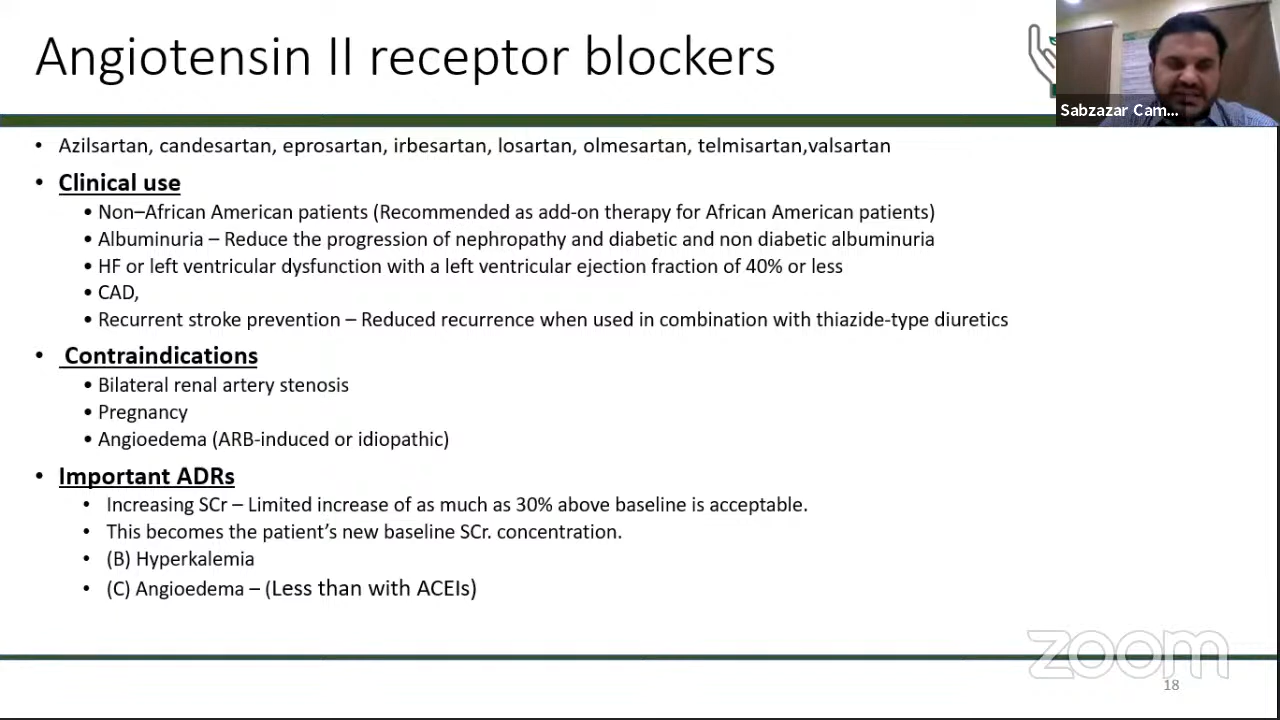 Angiotensin II receptor blockers
Sabzazar Cam...
• Azilsartan, candesartan, eprosartan, irbesartan, losartan, olmesartan, telmisartan,valsartan
• Clinical use
• Non–African American patients (Recommended as add-on therapy for African American patients)
• Albuminuria – Reduce the progression of nephropathy and diabetic and non diabetic albuminuria
• HF or left ventricular dysfunction with a left ventricular ejection fraction of 40% or less
• CAD,
• Recurrent stroke prevention – Reduced recurrence when used in combination with thiazide-type diuretics
• Contraindications
• Bilateral renal artery stenosis
• Pregnancy
• Angioedema (ARB-induced or idiopathic)
• Important ADRs
• Increasing SCr – Limited increase of as much as 30% above baseline is acceptable.
• This becomes the patient’s new baseline SCr. concentration.
• (B) Hyperkalemia
• (C) Angioedema – (Less than with ACEIs)
zoom
18